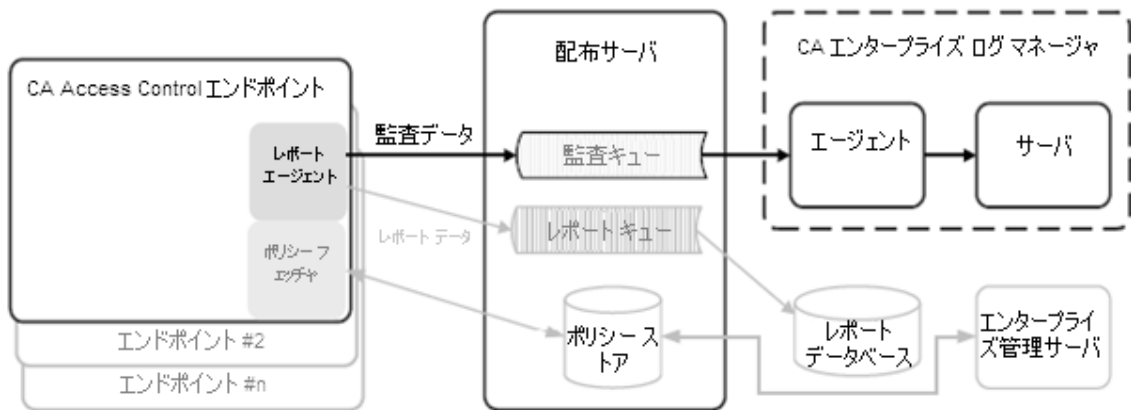 CA Access Control エンドポイント
レポート
エージェント
ポリシー フ
ェッチャ
エンドポイント #2
エンドポイント #n
監査データ
レポート データ
配布サーバ
監査キュー
レポート キュー
ポリシー ス
トア
CA エンタープライズ ログ マネージャ
エージェント
サーバ
レポート
データベース
エンタープライ
ズ管理サーバ